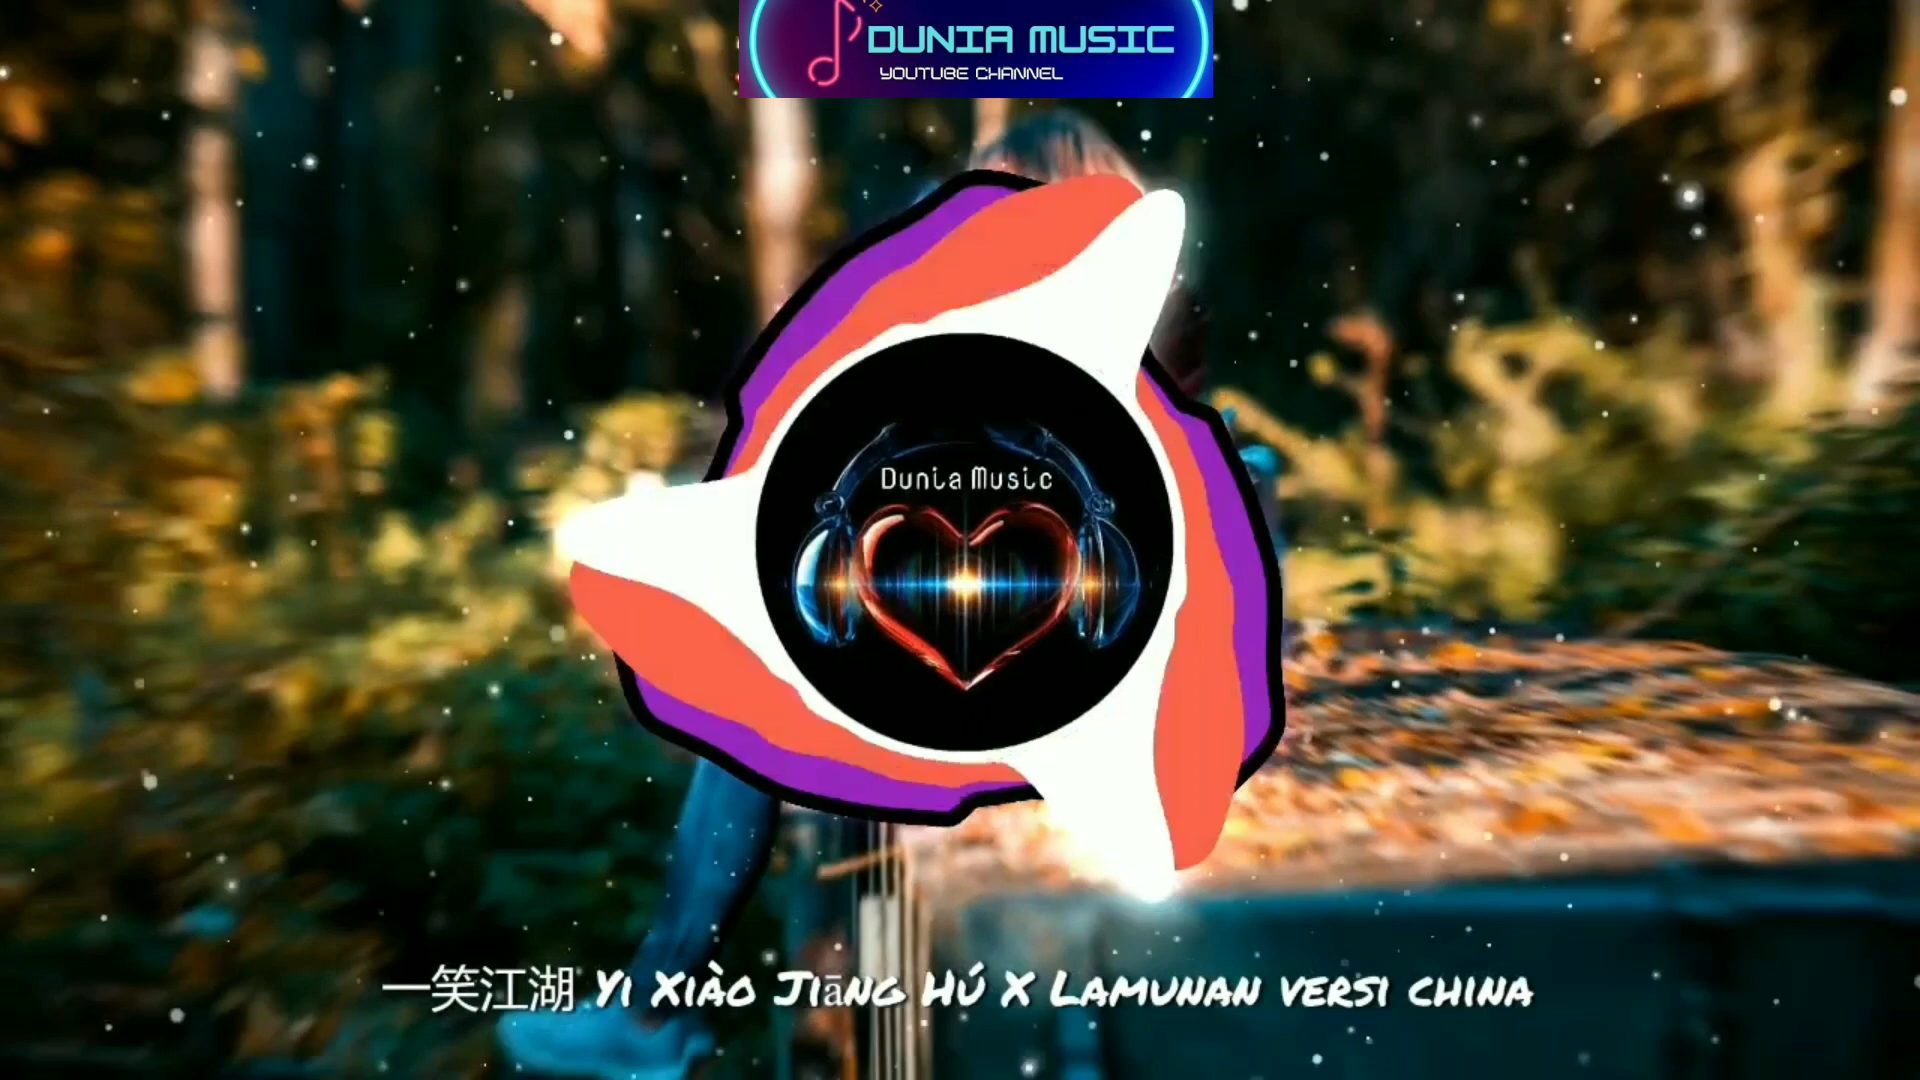 DUNIA MUSIC
YOUTUBE CHANNEL
Dunia Music
一笑江湖 Yi Xiào Jiāng Hú X Lamunan versi china